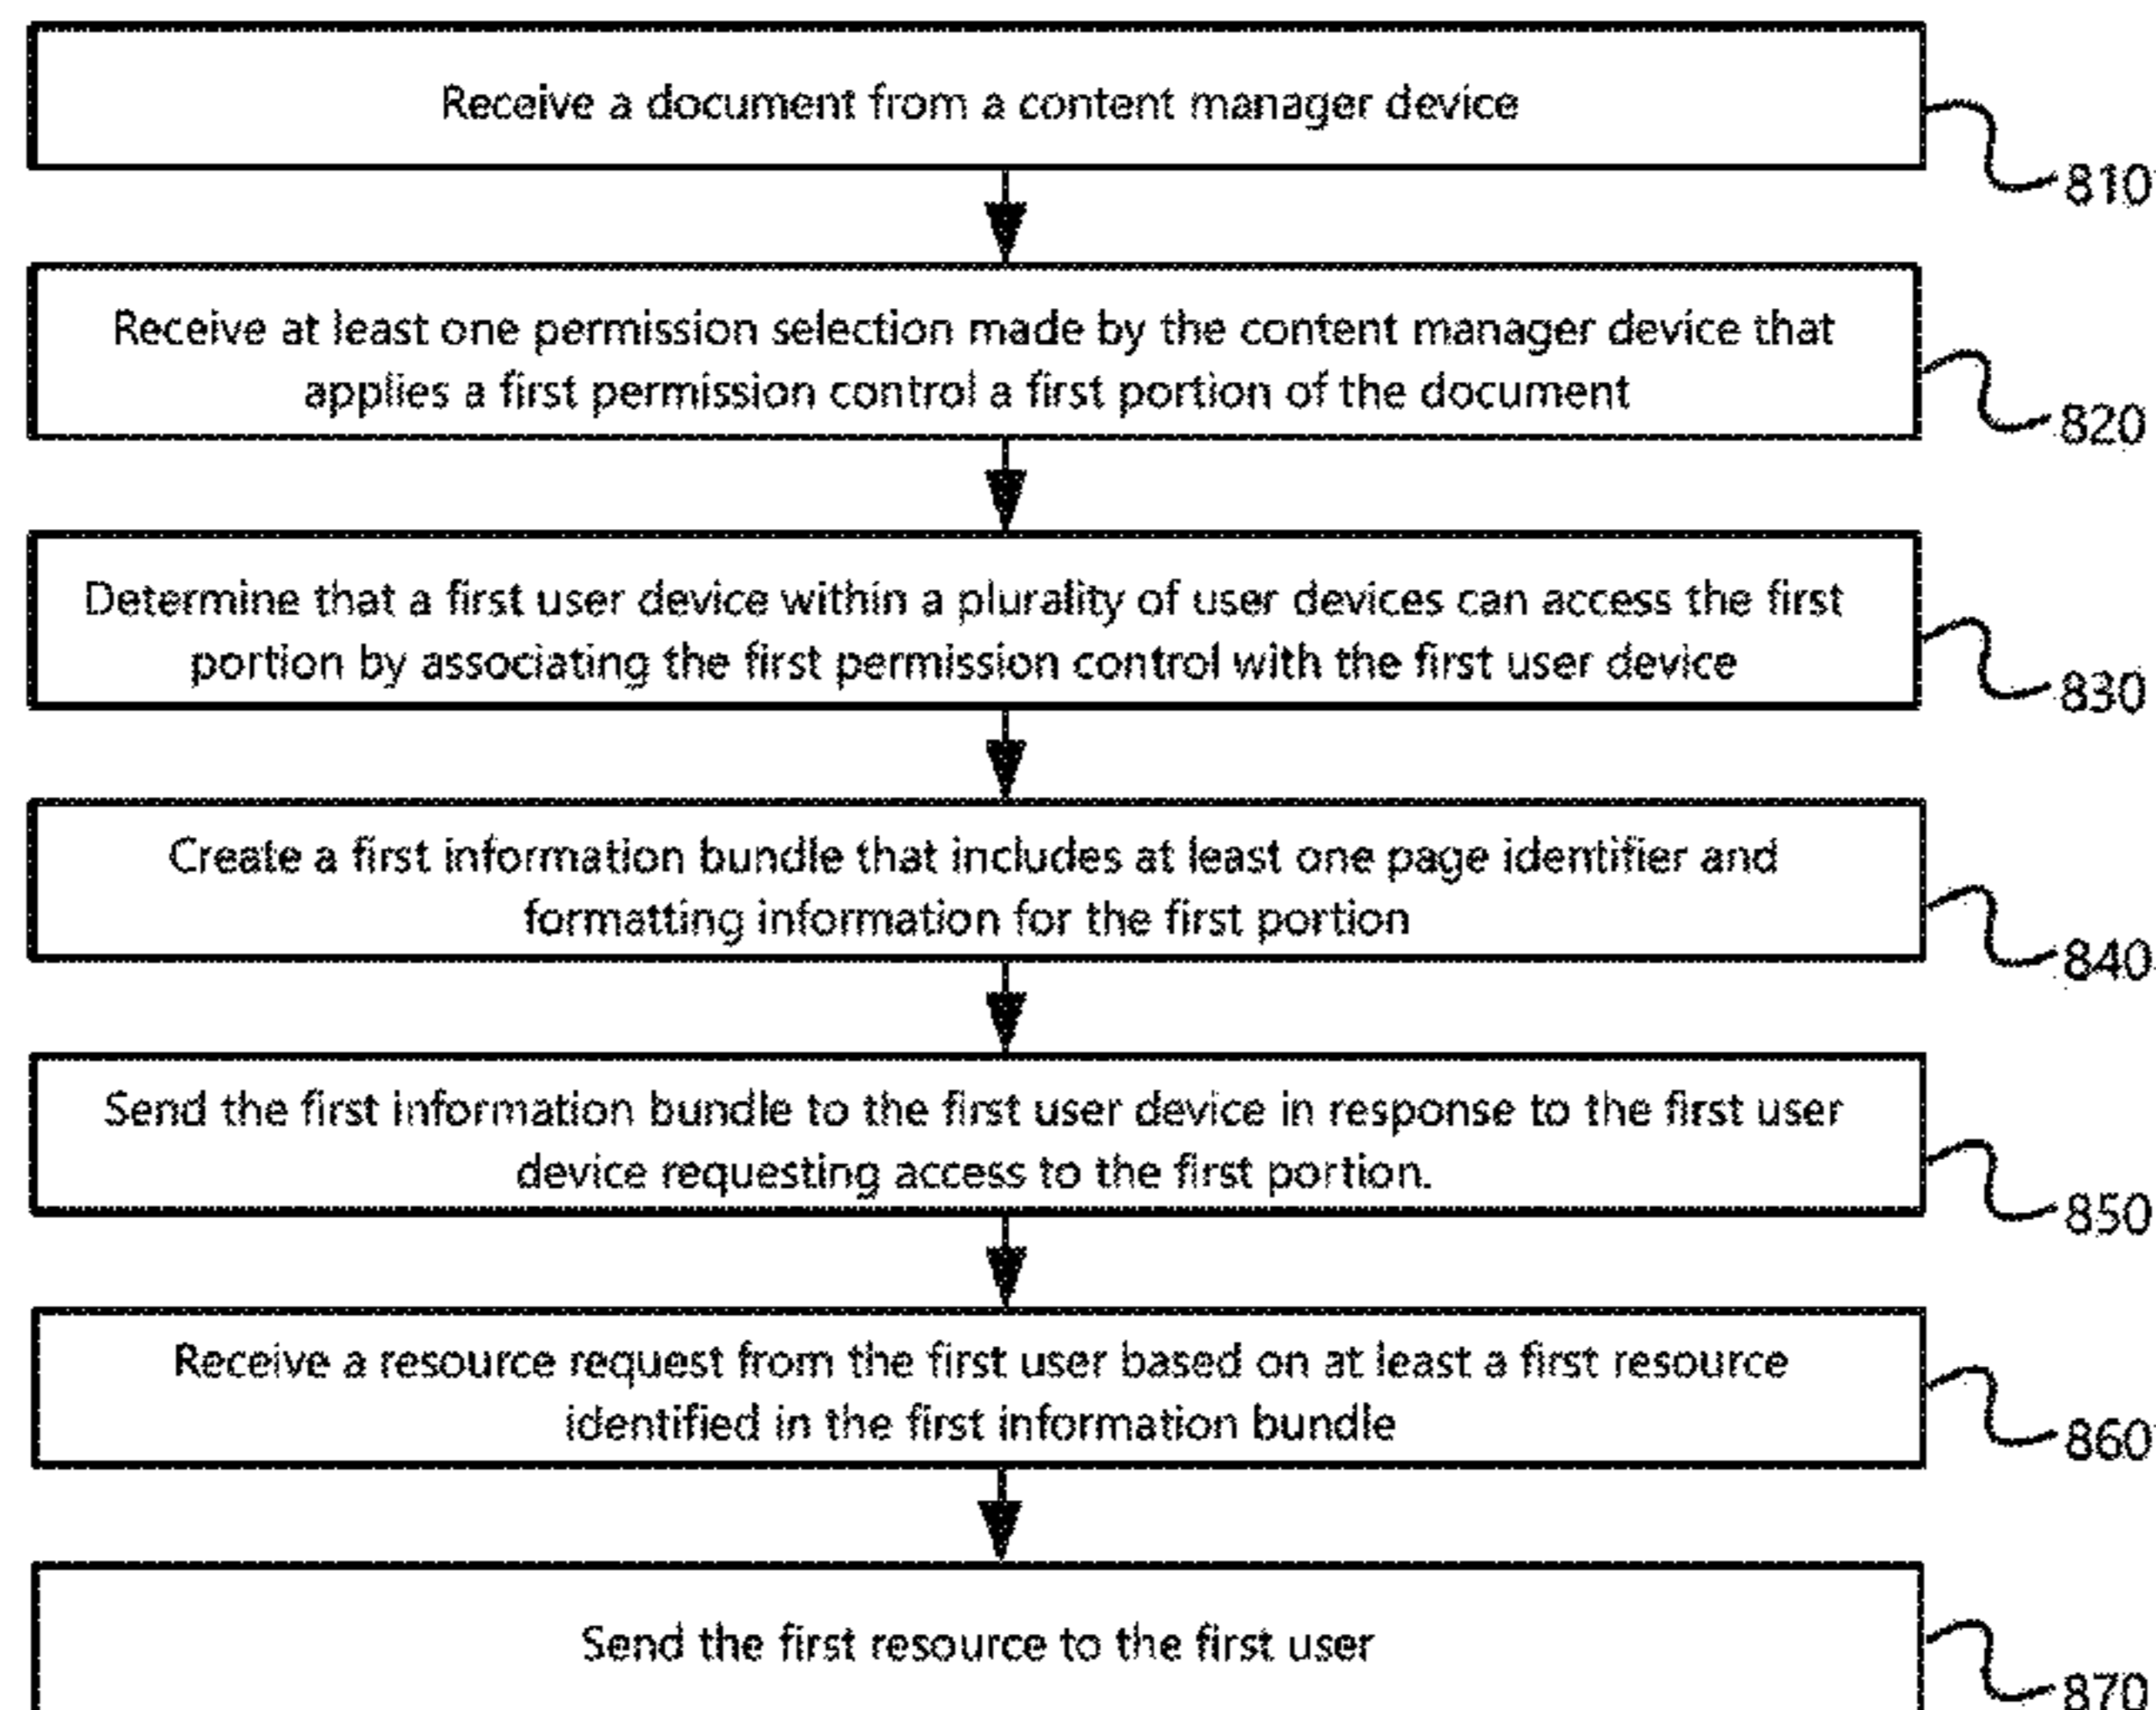 Receive a document from a content manager device
810
Receive at least one permission selection made by the content manager device that
applies a first permission control a first portion of the document
820
Determine that a first user device within a plurality of user devices can access the first
portion by associating the first permission control with the first user device
830
Create a first information bundle that includes at least one page identifier and
formatting information for the first portion
840
Send the first information bundle to the first user device in response to the first user
device requesting access to the first portion.
850
Receive a resource request from the first user based on at least a first resource
identified in the first information bundle
860
Send the first resource to the first user
870